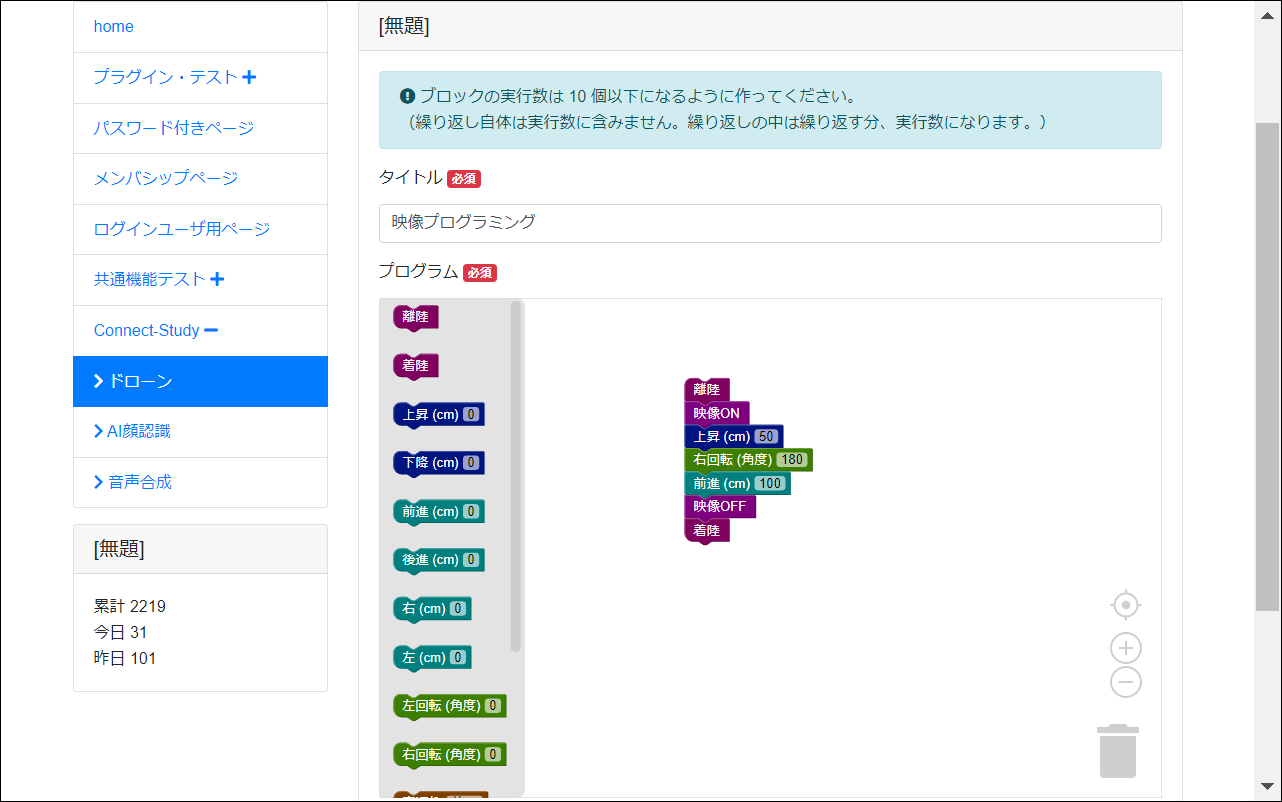 home
プラグイン・テスト
パスワード付きページ
メンバシップページ
ログインユーザ用ページ
共通機能テスト
Connect-Study
ドローン
AI顔認識
音声合成
[無題]
累計 2219
今日 31
昨日 101
[無題]
ブロックの実行数は 10 個以下になるように作ってください。
（繰り返し自体は実行数に含みません。繰り返しの中は繰り返す分、実行数になります。）
タイトル 必須
映像プログラミング
プログラム 必須
離陸
着陸
上昇 (cm) 0
下降 (cm) 0
前進 (cm) 0
後進 (cm) 0
右 (cm) 0
左 (cm) 0
左回転 (角度) 0
右回転 (角度) 0
離陸
映像ON
上昇 (cm) 50
右回転 (角度) 180
前進 (cm) 100
映像OFF
着陸